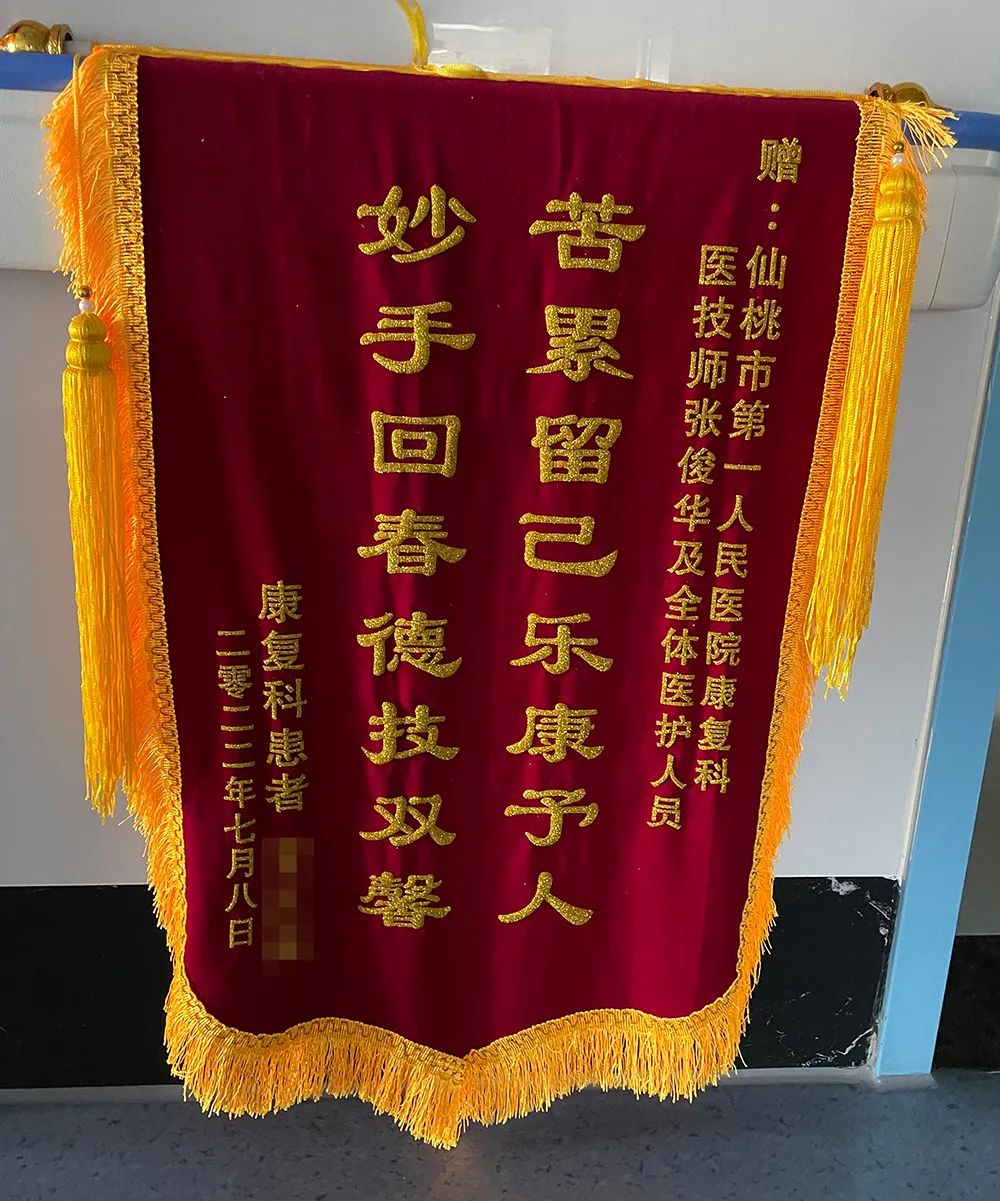 赠：仙桃市第一人民医院康复科
医技师张俊华及全体医护人员
苦累留己乐康予人
妙手回春德技双馨
康复科患者
二零二二年七月八日